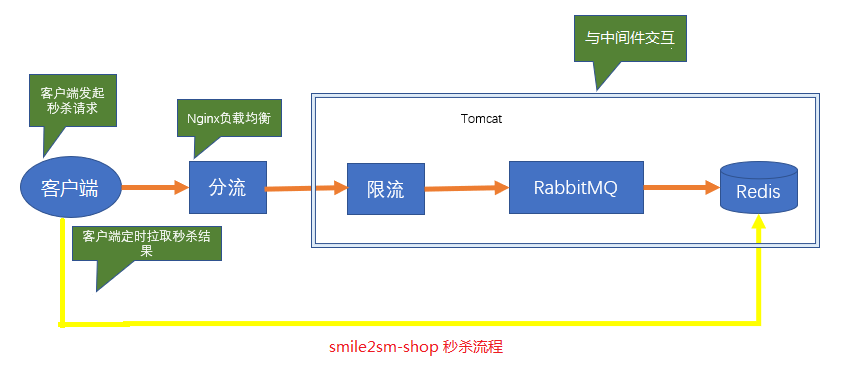 与中间件交互
客户端发起
秒杀请求
Nginx负载均衡
Tomcat
客户端
分流
限流
RabbitMQ
Redis
客户端定时拉取秒杀结
果
smile2sm-shop 秒杀流程